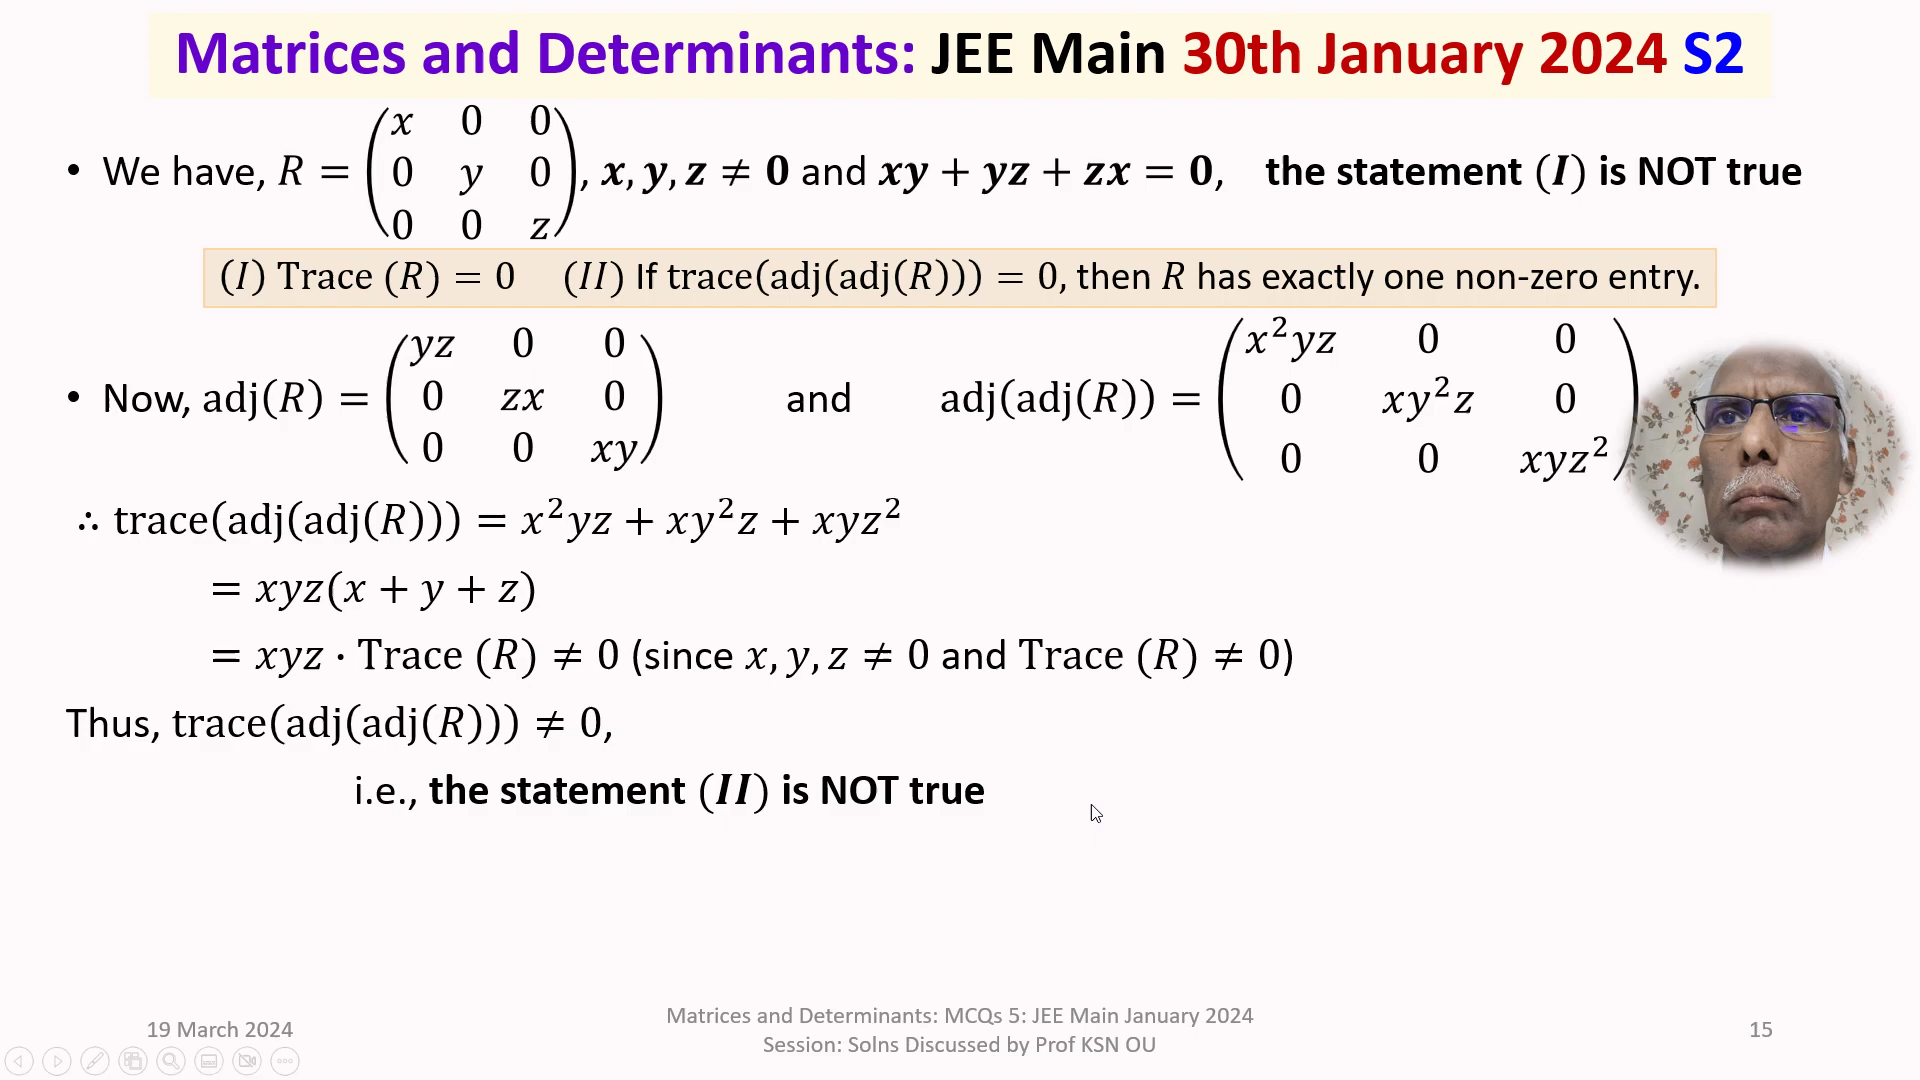 Matrices and Determinants: JEE Main 30th January 2024 S2
• We have, R = (x 0 0; 0 y 0; 0 0 z), x, y, z ≠ 0 and xy + yz + zx = 0, the statement (I) is NOT true
(I) Trace (R) = 0 (II) If trace(adj(adj(R))) = 0, then R has exactly one non-zero entry.
• Now, adj(R) = (yz 0 0; 0 zx 0; 0 0 xy) and adj(adj(R)) = (x²yz 0 0; 0 xy²z 0; 0 0 xyz²)
∴ trace(adj(adj(R))) = x²yz + xy²z + xyz²
= xyz(x + y + z)
= xyz · Trace (R) ≠ 0 (since x, y, z ≠ 0 and Trace (R) ≠ 0)
Thus, trace(adj(adj(R))) ≠ 0,
i.e., the statement (II) is NOT true
19 March 2024
Matrices and Determinants: MCQs 5: JEE Main January 2024
Session: Solns Discussed by Prof KSN OU
15